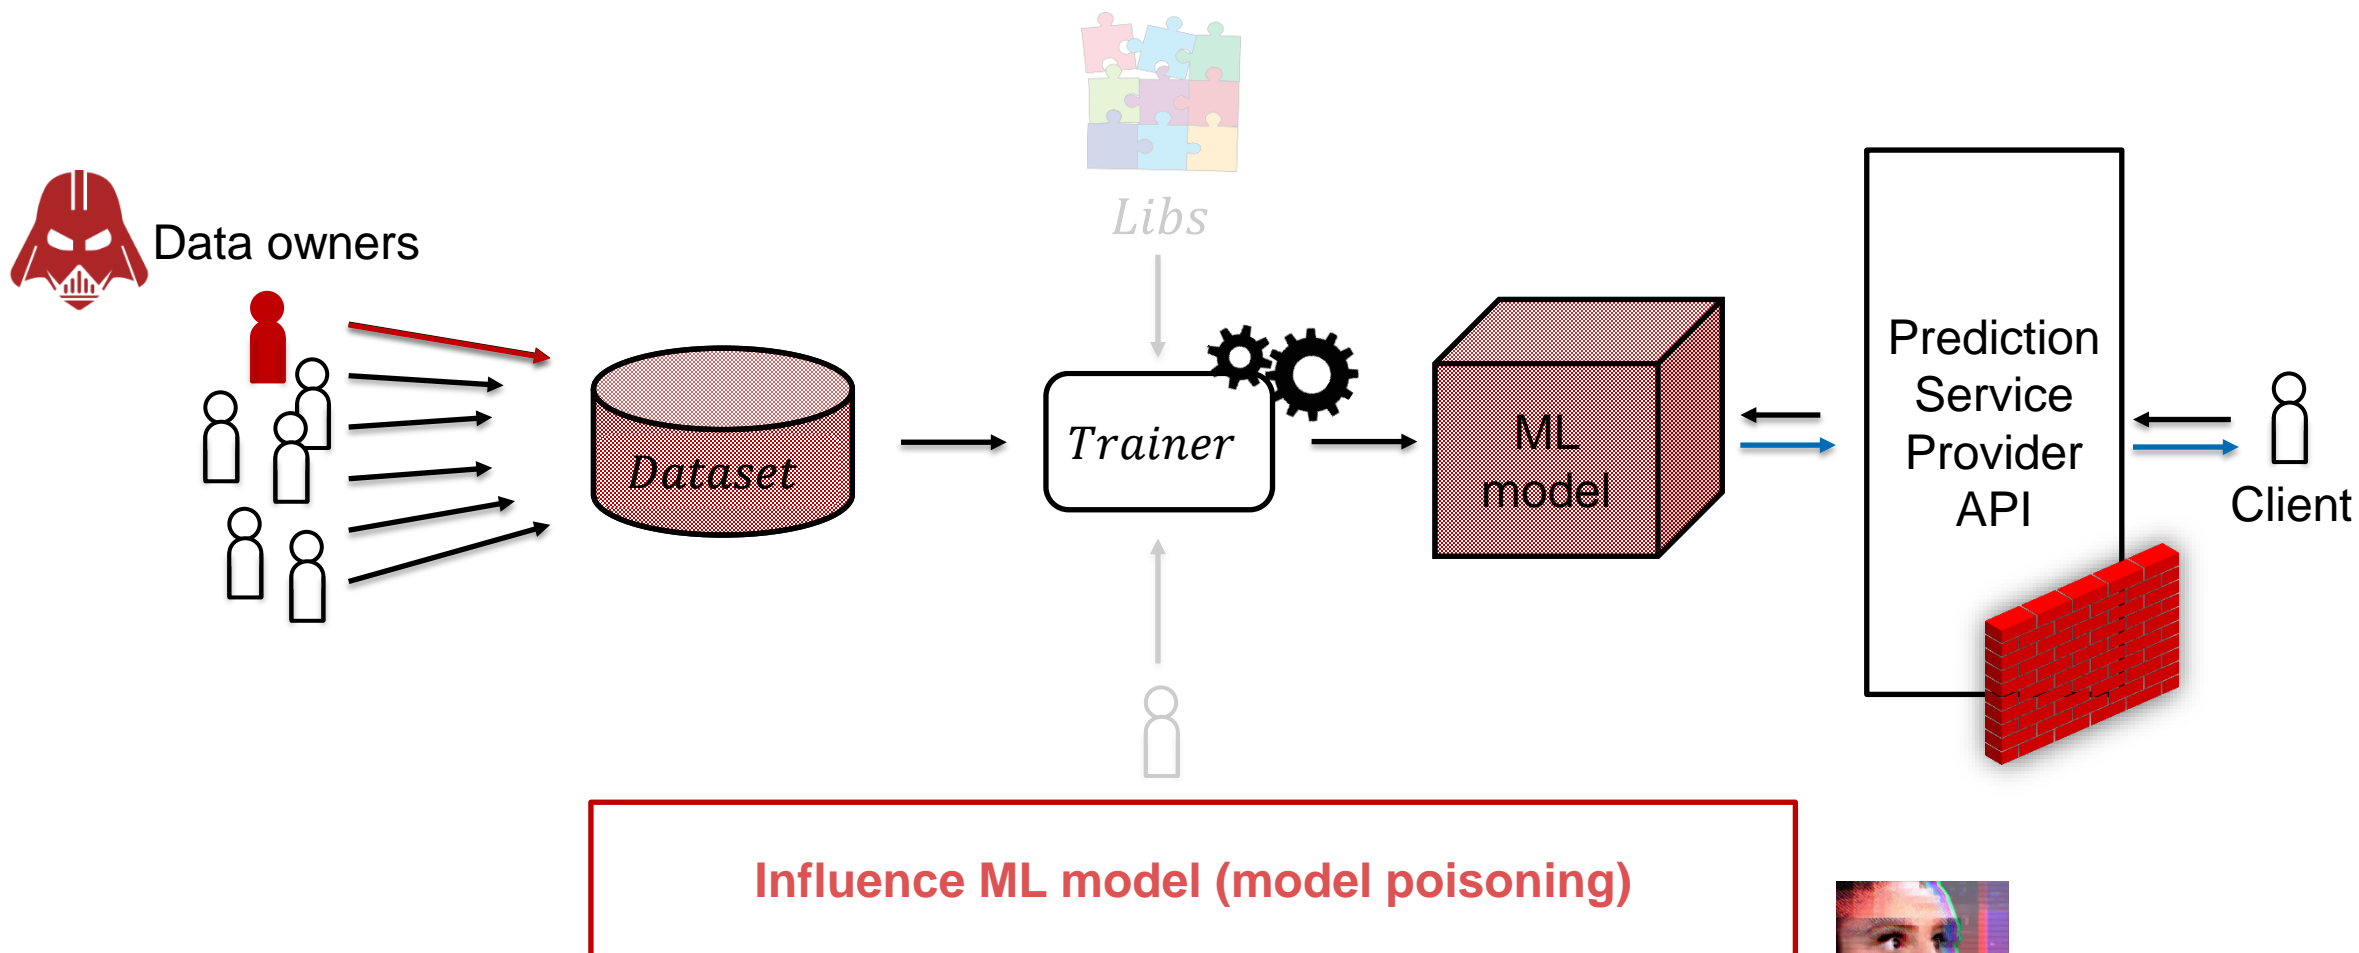 Libs
Data owners
Dataset
Trainer
ML
model
Prediction
Service
Provider
API
Client
Influence ML model (model poisoning)